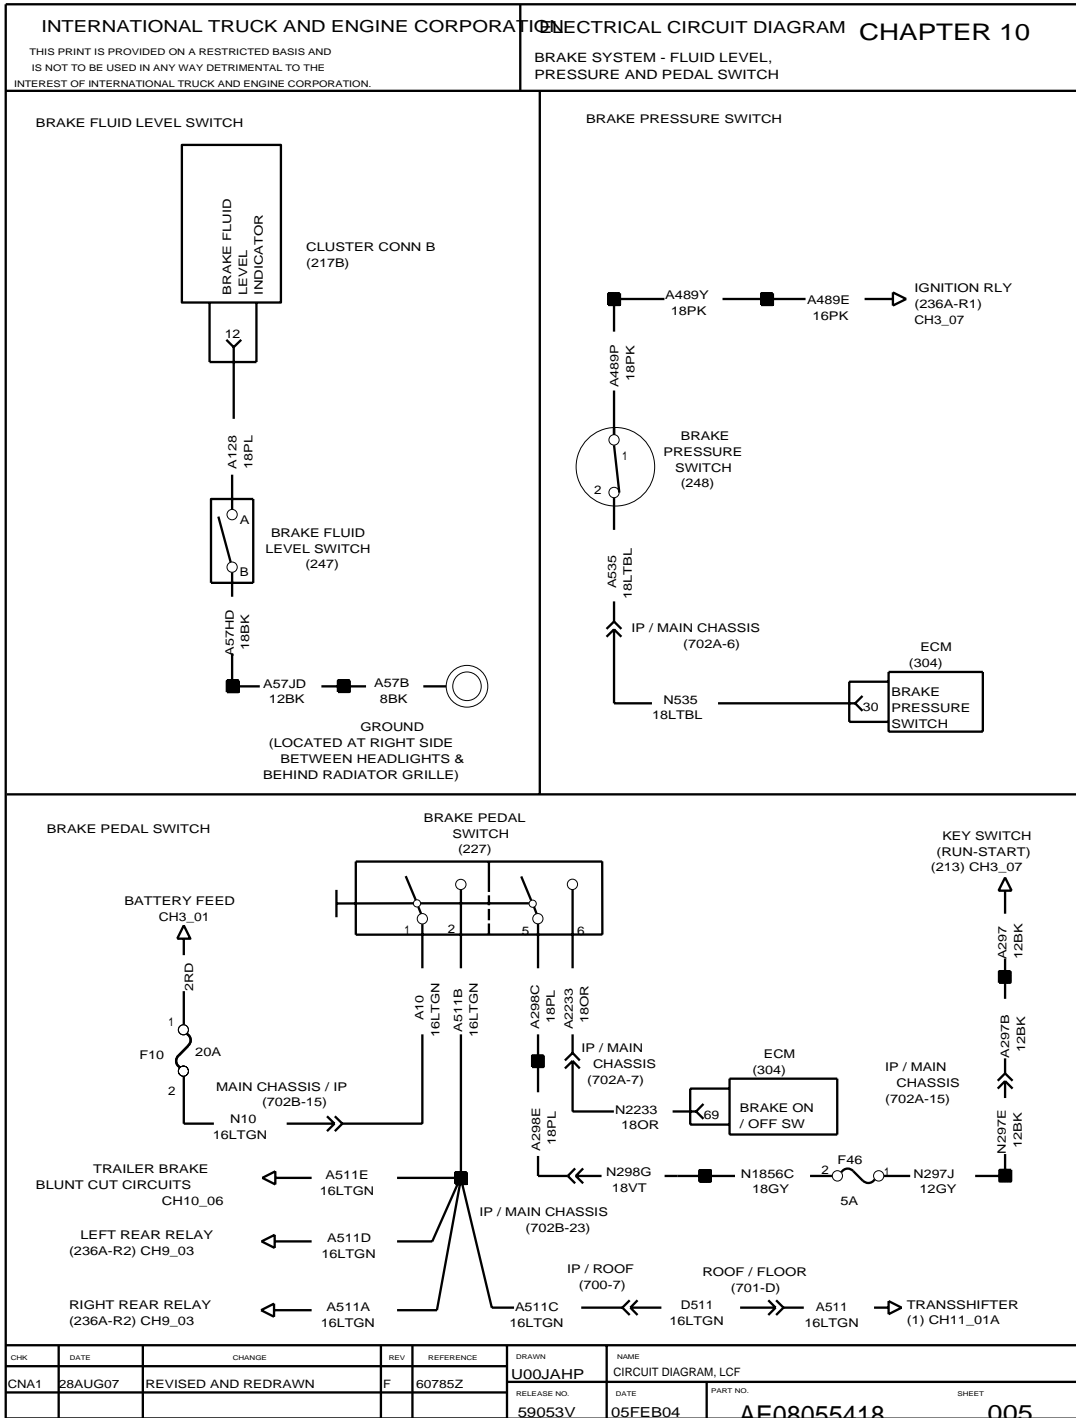 INTERNATIONAL TRUCK AND ENGINE CORPORATION
THIS PRINT IS PROVIDED ON A RESTRICTED BASIS AND
IS NOT TO BE USED IN ANY WAY DETRIMENTAL TO THE
INTEREST OF INTERNATIONAL TRUCK AND ENGINE CORPORATION.
ELECTRICAL CIRCUIT DIAGRAM
CHAPTER 10
BRAKE SYSTEM - FLUID LEVEL,
PRESSURE AND PEDAL SWITCH
BRAKE FLUID LEVEL SWITCH
BRAKE FLUID
LEVEL
INDICATOR
CLUSTER CONN B
(217B)
12
A128
18PL
A
BRAKE FLUID
LEVEL SWITCH
(247)
B
A57HD
18BK
A57JD
12BK
A57B
8BK
GROUND
(LOCATED AT RIGHT SIDE
BETWEEN HEADLIGHTS &
BEHIND RADIATOR GRILLE)
BRAKE PRESSURE SWITCH
A489Y
18PK
A489E
16PK
IGNITION RLY
(236A-R1)
CH3_07
A489P
18PK
BRAKE
PRESSURE
SWITCH
(248)
1
2
A535
18LTBL
IP / MAIN CHASSIS
(702A-6)
N535
18LTBL
ECM
(304)
30
BRAKE
PRESSURE
SWITCH
BRAKE PEDAL SWITCH
BRAKE PEDAL
SWITCH
(227)
1
2
5
6
BATTERY FEED
CH3_01
2RD
1
F10
20A
2
MAIN CHASSIS / IP
(702B-15)
N10
16LTGN
A10
16LTGN
A511B
16LTGN
A298C
18PL
A2233
18OR
IP / MAIN
CHASSIS
(702A-7)
A298E
18PL
N2233
18OR
ECM
(304)
69
BRAKE ON
/ OFF SW
KEY SWITCH
(RUN-START)
(213) CH3_07
A297
12BK
A297B
12BK
IP / MAIN
CHASSIS
(702A-15)
N297E
12BK
N298G
18VT
N1856C
18GY
2
F46
1
5A
N297J
12GY
TRAILER BRAKE
BLUNT CUT CIRCUITS
CH10_06
A511E
16LTGN
IP / MAIN CHASSIS
(702B-23)
LEFT REAR RELAY
(236A-R2) CH9_03
A511D
16LTGN
RIGHT REAR RELAY
(236A-R2) CH9_03
A511A
16LTGN
A511C
16LTGN
IP / ROOF
(700-7)
D511
16LTGN
ROOF / FLOOR
(701-D)
A511
16LTGN
TRANSSHIFTER
(1) CH11_01A
CHK DATE CHANGE REV REFERENCE
CNA1 28AUG07 REVISED AND REDRAWN F 60785Z
DRAWN
U00JAHP
NAME
CIRCUIT DIAGRAM, LCF
RELEASE NO.
59053V
DATE
05FEB04
PART NO.
AE08055418
SHEET
005